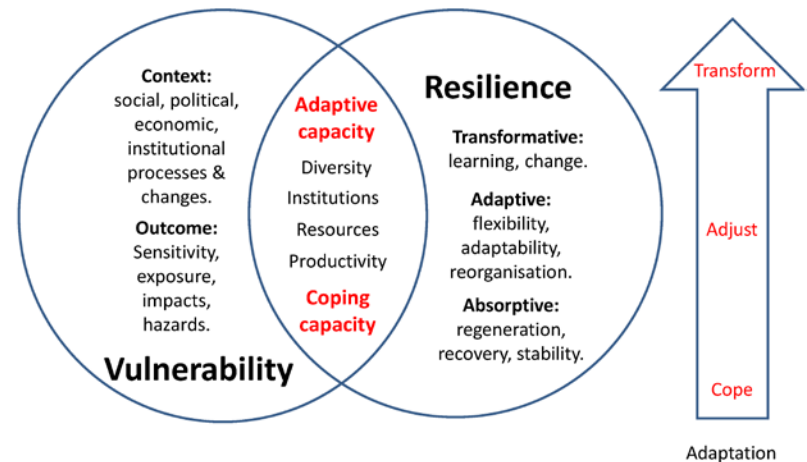 Context:
social, political,
economic,
institutional
processes &
changes.
Outcome:
Sensitivity,
exposure,
impacts,
hazards.
Vulnerability
Adaptive
capacity
Diversity
Institutions
Resources
Productivity
Coping
capacity
Resilience
Transformative:
learning, change.
Adaptive:
flexibility,
adaptability,
reorganisation.
Absorptive:
regeneration,
recovery, stability.
Transform
Adjust
Cope
Adaptation